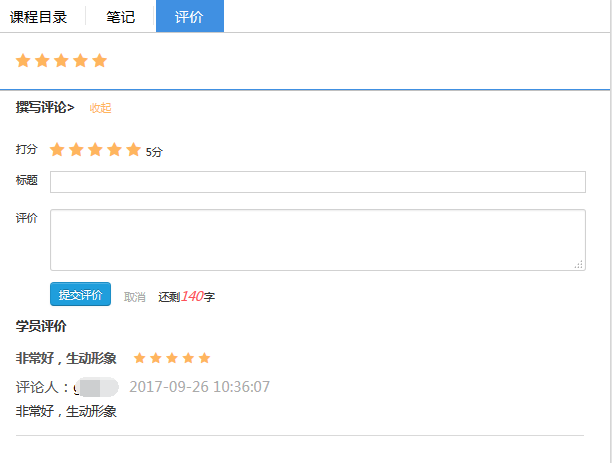 课程目录 笔记 评价
撰写评论> 收起
打分 5分
标题
评价
提交评价 取消 还剩140字
学员评价
非常好，生动形象
评论人： 2017-09-26 10:36:07
非常好，生动形象